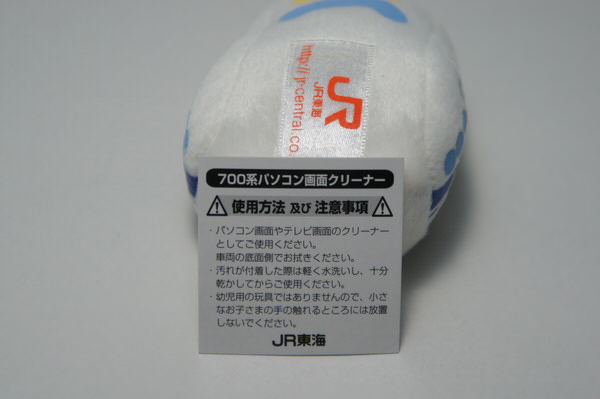 JR
JR東海
http://jr-central.co.
700系パソコン画面クリーナー
使用方法 及び 注意事項
・パソコン画面やテレビ画面のクリーナー
としてご使用ください。
車両の底面側でお拭きください。
・汚れが付着した際は軽く水洗いし、十分
乾かしてからご使用ください。
・幼児用の玩具ではありませんので、小さ
なお子さまの手の触れるところには放置
しないでください。
JR東海